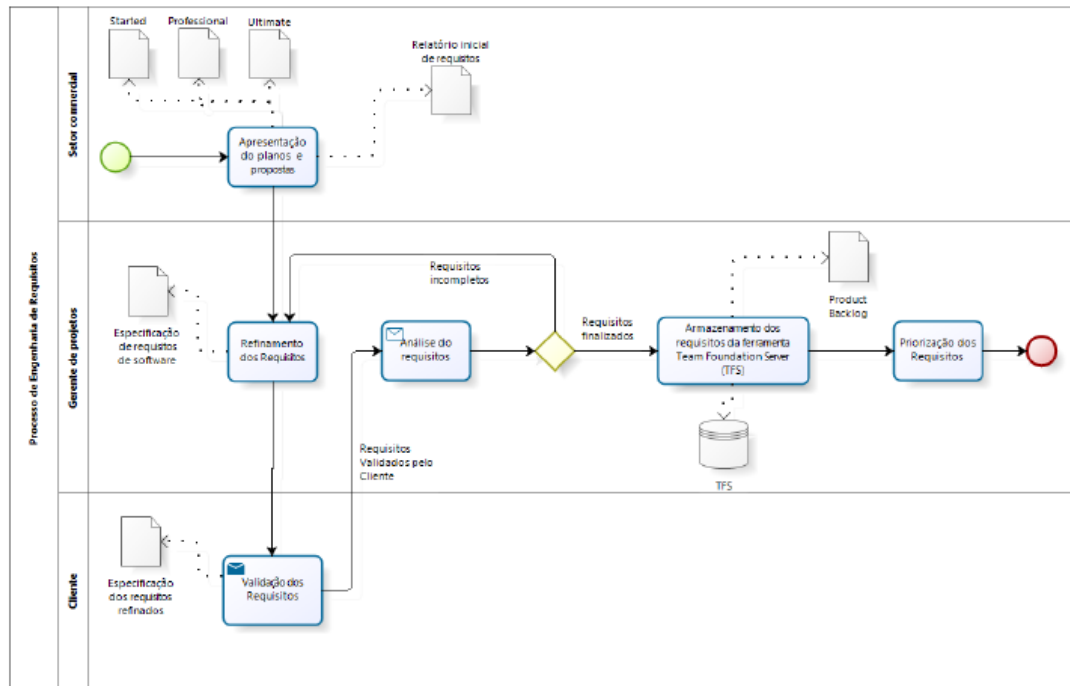 Processo de Engenharia de Requisitos
Setor commercial
Started
Professional
Ultimate
Relatório inicial
de requisitos
Apresentação
do planos e
propostas
Gerente de projetos
Requisitos
incompletos
Especificação
de requisitos
de software
Refinamento
dos Requisitos
Análise do
requisitos
Requisitos
finalizados
Armazenamento dos
requisitos da ferramenta
Team Foundation Server
(TFS)
Product
Backlog
Priorização dos
Requisitos
Requisitos
Validados pelo
Cliente
TFS
Cliente
Especificação
dos requisitos
refinados
Validação dos
Requisitos